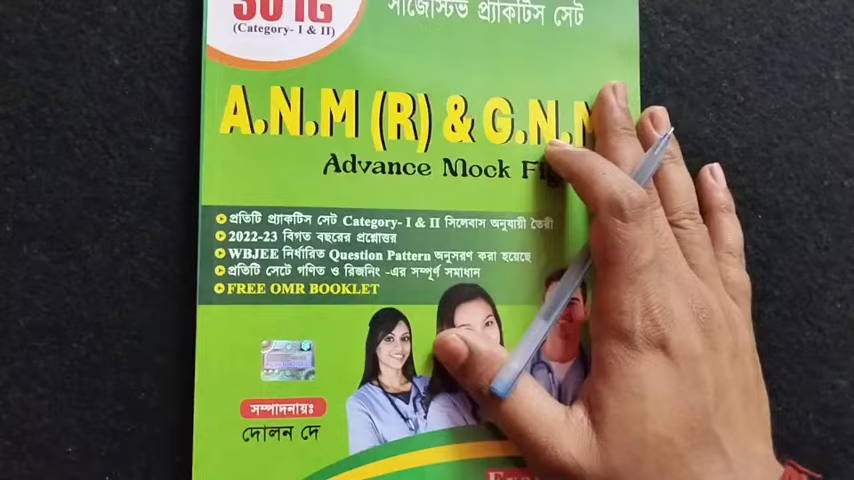 (Category- I & II)
সাজেস্টিভ প্র্যাকটিস সেট
A.N.M (R) & G.N.M
Advance Mock
প্রতিটি প্র্যাকটিস সেট Category- I & II সিলেবাস অনুযায়ী তৈরী
2022-23 বিগত বছরের প্রশ্নোত্তর
WBJEE নির্ধারিত Question Pattern অনুসরণ করা হয়েছে
প্রতিটি সেটে গণিত ও রিজনিং -এর সম্পূর্ণ সমাধান
FREE OMR BOOKLET
সম্পাদনায়ঃ
দোলন দে